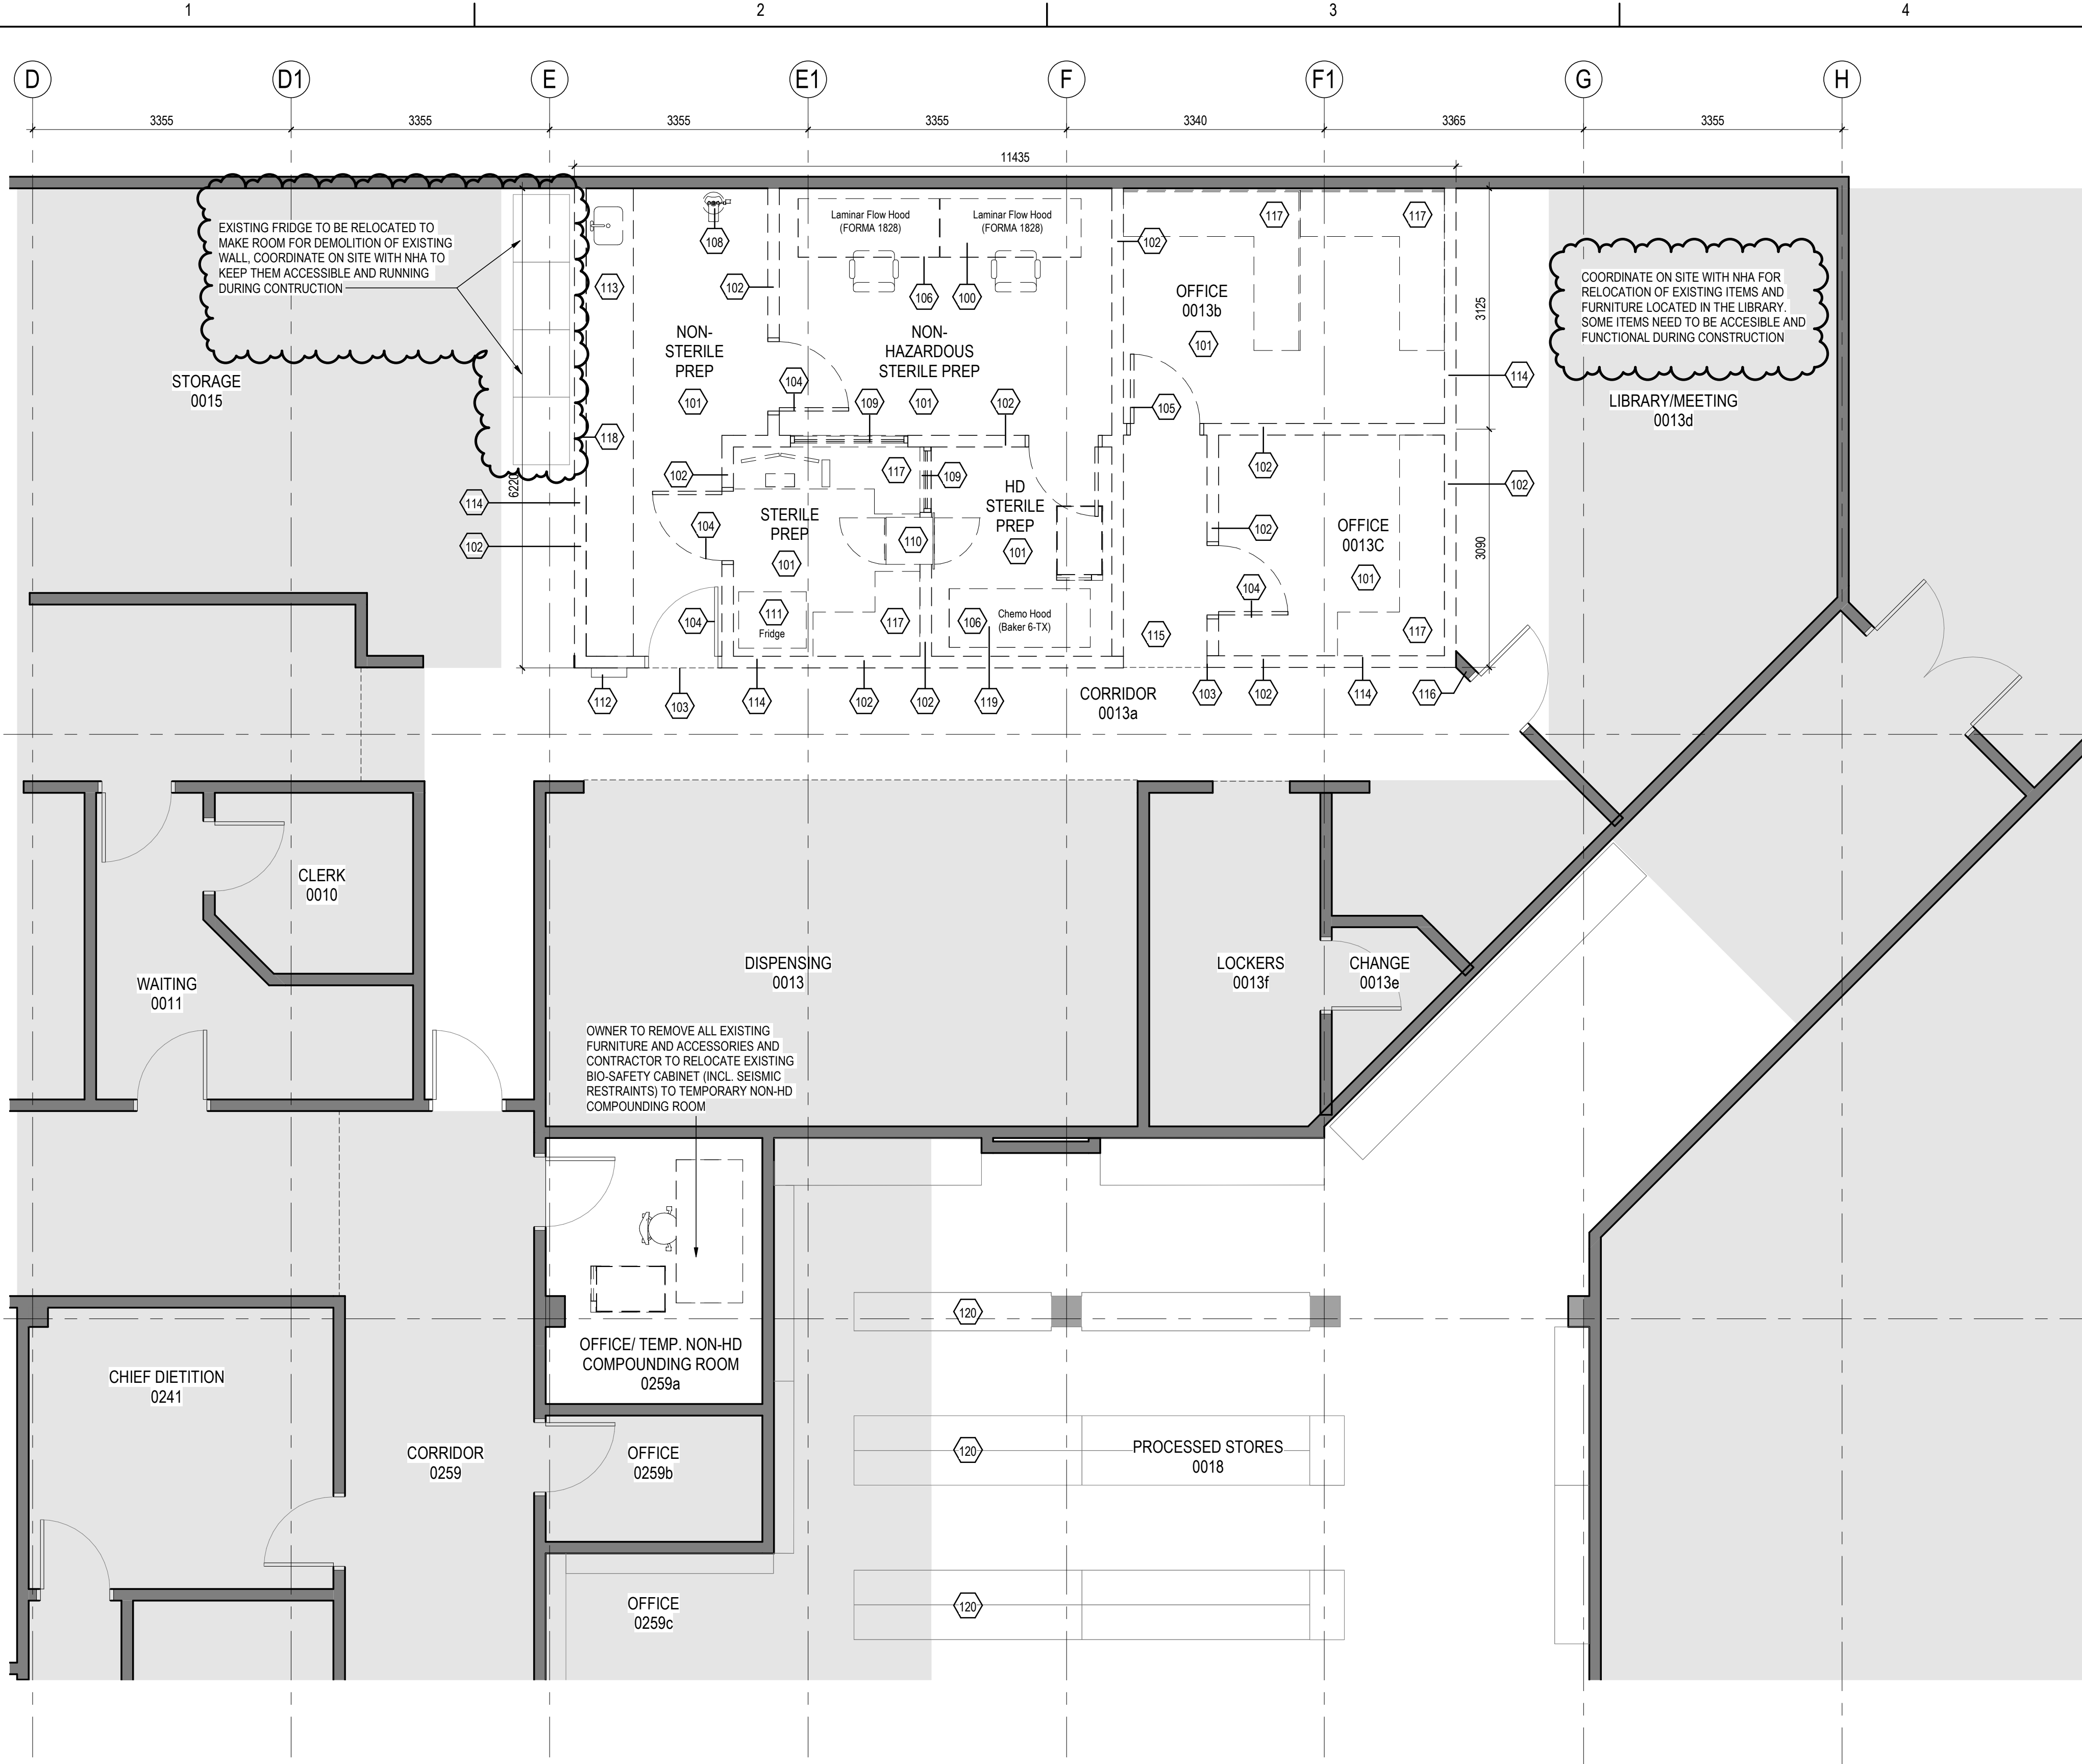 1
2
3
4
D
D1
E
E1
F
F1
G
H
3355
3355
3355
3355
3340
3365
3355
11435
EXISTING FRIDGE TO BE RELOCATED TO
MAKE ROOM FOR DEMOLITION OF EXISTING
WALL, COORDINATE ON SITE WITH NHA TO
KEEP THEM ACCESSIBLE AND RUNNING
DURING CONTRUCTION
STORAGE
0015
6220
113
108
102
NON-
STERILE
PREP
101
118
114
102
Laminar Flow Hood
(FORMA 1828)
Laminar Flow Hood
(FORMA 1828)
106
100
NON-
HAZARDOUS
STERILE PREP
101
104
109
102
102
117
117
OFFICE
0013b
101
105
3125
114
COORDINATE ON SITE WITH NHA FOR
RELOCATION OF EXISTING ITEMS AND
FURNITURE LOCATED IN THE LIBRARY.
SOME ITEMS NEED TO BE ACCESIBLE AND
FUNCTIONAL DURING CONSTRUCTION
LIBRARY/MEETING
0013d
102
117
109
104
STERILE
PREP
101
110
HD
STERILE
PREP
101
102
102
102
OFFICE
0013C
101
3090
104
104
111
Fridge
117
106
Chemo Hood
(Baker 6-TX)
115
117
112
103
114
102
102
119
CORRIDOR
0013a
103
102
114
116
CLERK
0010
WAITING
0011
DISPENSING
0013
LOCKERS
0013f
CHANGE
0013e
OWNER TO REMOVE ALL EXISTING
FURNITURE AND ACCESSORIES AND
CONTRACTOR TO RELOCATE EXISTING
BIO-SAFETY CABINET (INCL. SEISMIC
RESTRAINTS) TO TEMPORARY NON-HD
COMPOUNDING ROOM
OFFICE/ TEMP. NON-HD
COMPOUNDING ROOM
0259a
120
CHIEF DIETITION
0241
CORRIDOR
0259
OFFICE
0259b
120
PROCESSED STORES
0018
OFFICE
0259c
120